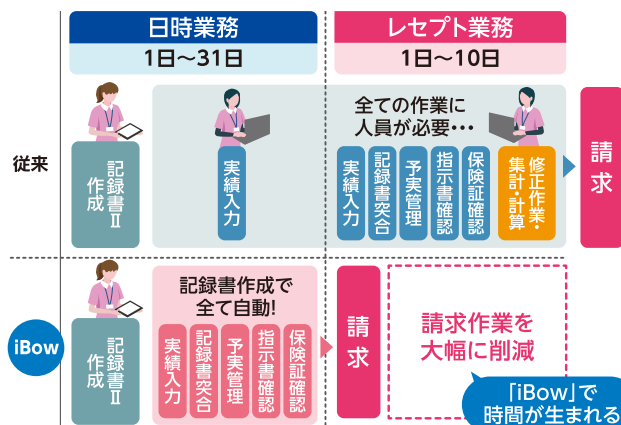 日時業務
1日〜31日
レセプト業務
1日〜10日
従来
記録書Ⅱ
作成
実績入力
全ての作業に
人員が必要・・・
実績入力
記録書突合
予実管理
指示書確認
保険証確認
修正作業・
集計・計算
請求
iBow
記録書Ⅱ
作成
記録書作成で
全て自動!
実績入力
記録書突合
予実管理
指示書確認
保険証確認
請求
請求作業を
大幅に削減
「iBow」で
時間が生まれる